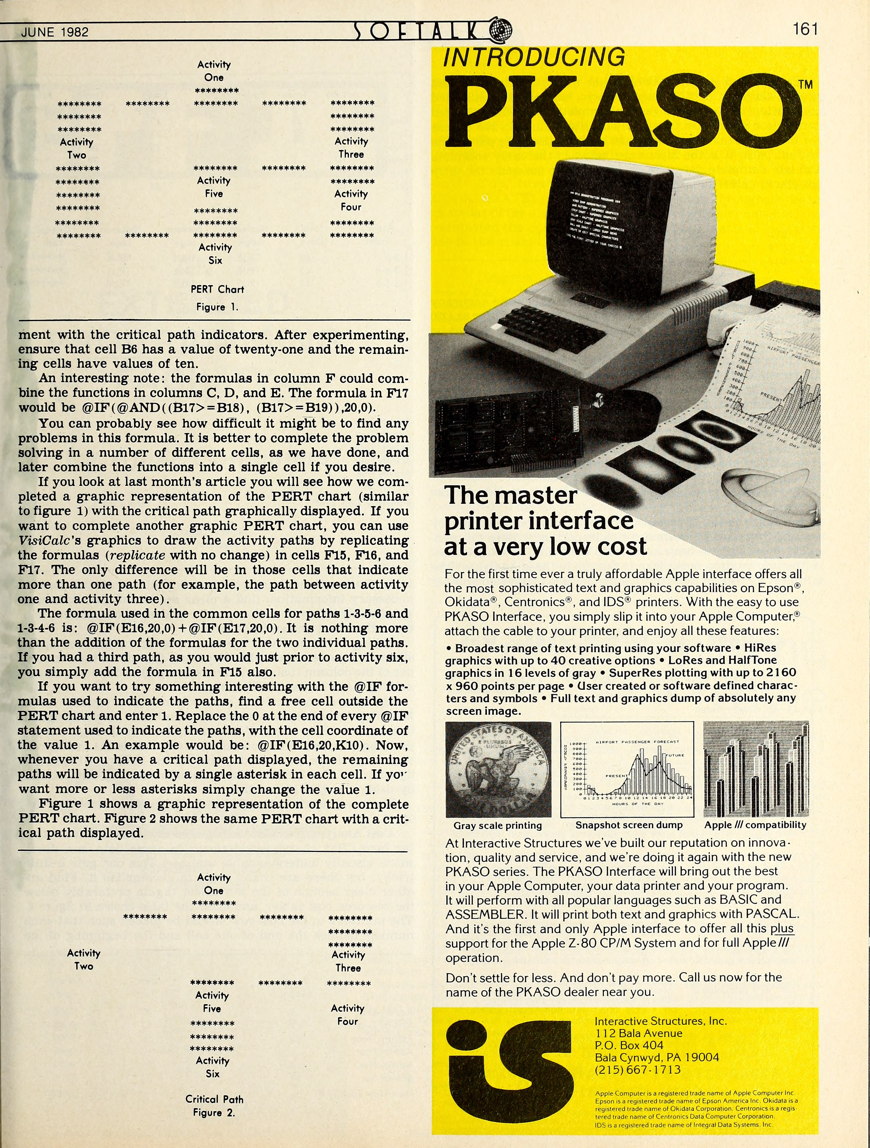 JUNE 1982
SOFTALK
161
Activity
One
********
******** ******** ******** ******** ********
******** ********
******** ********
Activity Activity
Two Three
******** ******** ******** ********
******** Activity ********
******** Five Activity
******** ******** Four
******** ******** ********
******** ******** ******** ******** ********
Activity
Six
PERT Chart
Figure 1.
ment with the critical path indicators. After experimenting,
ensure that cell B6 has a value of twenty-one and the remain-
ing cells have values of ten.
An interesting note: the formulas in column F could com-
bine the functions in columns C, D, and E. The formula in F17
would be @IF(@AND((B17>=B18), (B17>=B19)),20,0).
You can probably see how difficult it might be to find any
problems in this formula. It is better to complete the problem
solving in a number of different cells, as we have done, and
later combine the functions into a single cell if you desire.
If you look at last month's article you will see how we com-
pleted a graphic representation of the PERT chart (similar
to figure 1) with the critical path graphically displayed. If you
want to complete another graphic PERT chart, you can use
VisiCalc's graphics to draw the activity paths by replicating
the formulas (replicate with no change) in cells F15, F16, and
F17. The only difference will be in those cells that indicate
more than one path (for example, the path between activity
one and activity three).
The formula used in the common cells for paths 1-3-5-6 and
1-3-4-6 is: @IF(E16,20,0)+@IF(E17,20,0). It is nothing more
than the addition of the formulas for the two individual paths.
If you had a third path, as you would just prior to activity six,
you simply add the formula in F15 also.
If you want to try something interesting with the @IF for-
mulas used to indicate the paths, find a free cell outside the
PERT chart and enter 1. Replace the 0 at the end of every @IF
statement used to indicate the paths, with the cell coordinate of
the value 1. An example would be: @IF(E16,20,K10). Now,
whenever you have a critical path displayed, the remaining
paths will be indicated by a single asterisk in each cell. If you
want more or less asterisks simply change the value 1.
Figure 1 shows a graphic representation of the complete
PERT chart. Figure 2 shows the same PERT chart with a crit-
ical path displayed.
Activity
One
********
******** ******** ******** ********
********
********
Activity Activity
Two Three
******** ******** ********
Activity
Five Activity
******** Four
********
********
Activity
Six
Critical Path
Figure 2.
INTRODUCING
PKASO™
The master
printer interface
at a very low cost
For the first time ever a truly affordable Apple interface offers all
the most sophisticated text and graphics capabilities on Epson®,
Okidata®, Centronics®, and IDS® printers. With the easy to use
PKASO Interface, you simply slip it into your Apple Computer,®
attach the cable to your printer, and enjoy all these features:
• Broadest range of text printing using your software • HiRes
graphics with up to 40 creative options • LoRes and HalfTone
graphics in 16 levels of gray • SuperRes plotting with up to 2160
x 960 points per page • User created or software defined charac-
ters and symbols • Full text and graphics dump of absolutely any
screen image.
UNITED STATES OF AMERICA
AIRPORT PASSENGER FORECAST
FUTURE
PRESENT
HOURS OF THE DAY
Gray scale printing
Snapshot screen dump
Apple /// compatibility
At Interactive Structures we've built our reputation on innova-
tion, quality and service, and we're doing it again with the new
PKASO series. The PKASO Interface will bring out the best
in your Apple Computer, your data printer and your program.
It will perform with all popular languages such as BASIC and
ASSEMBLER. It will print both text and graphics with PASCAL.
And it's the first and only Apple interface to offer all this plus
support for the Apple Z-80 CP/M System and for full Apple ///
operation.
Don't settle for less. And don't pay more. Call us now for the
name of the PKASO dealer near you.
is
Interactive Structures, Inc.
112 Bala Avenue
P.O. Box 404
Bala Cynwyd, PA 19004
(215) 667-1713
Apple Computer is a registered trade name of Apple Computer Inc.
Epson is a registered trade name of Epson America Inc. Okidata is a
registered trade name of Okidata Corporation. Centronics is a regis
tered trade name of Centronics Data Computer Corporation.
IDS is a registered trade name of Integral Data Systems, Inc.